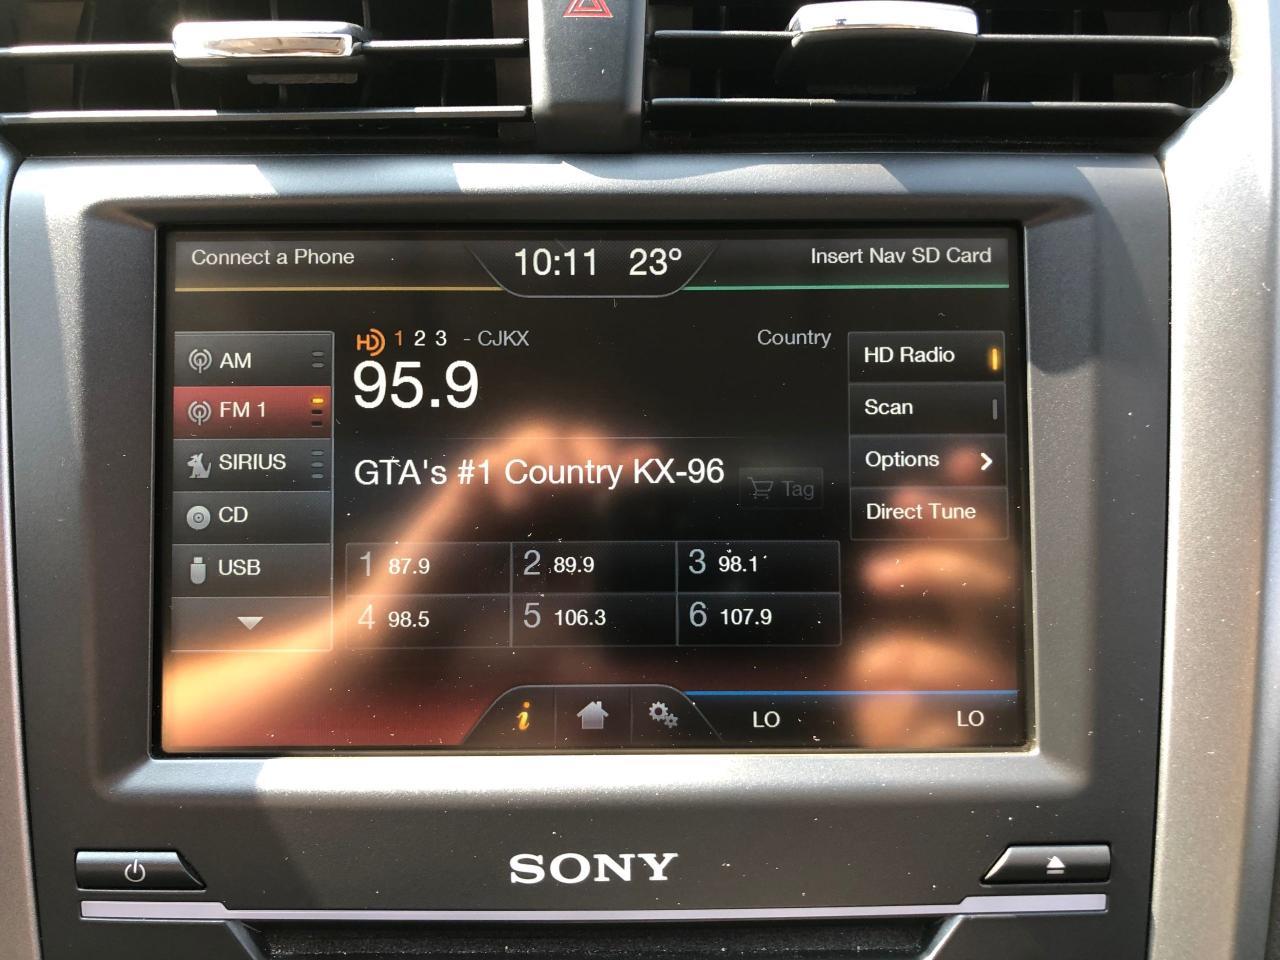 Connect a Phone
10:11 23°
Insert Nav SD Card
AM
FM 1
SIRIUS
CD
USB
HD 1 2 3 - CJKX
Country
95.9
GTA's #1 Country KX-96
Tag
1 87.9
2 89.9
3 98.1
4 98.5
5 106.3
6 107.9
HD Radio
Scan
Options
Direct Tune
i
LO
LO
SONY